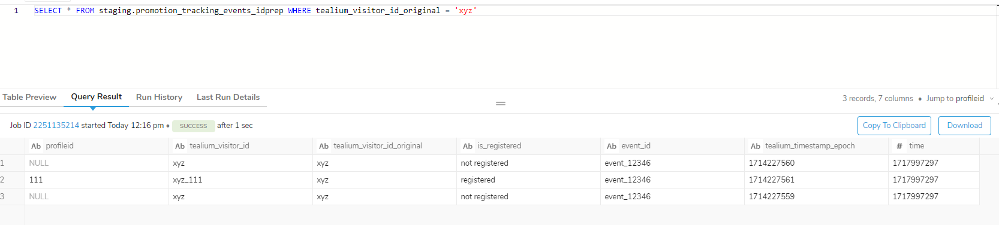 1 SELECT * FROM staging.promotion_tracking_events_idprep WHERE tealium_visitor_id_original = 'xyz'
Table Preview Query Result Run History Last Run Details 3 records, 7 columns • Jump to profileid
Job ID 2251135214 started Today 12:16 pm • SUCCESS after 1 sec Copy To Clipboard Download
Ab profileid Ab tealium_visitor_id Ab tealium_visitor_id_original Ab is_registered Ab event_id Ab tealium_timestamp_epoch # time
1 NULL xyz xyz not registered event_12346 1714227560 1717997297
2 111 xyz_111 xyz registered event_12346 1714227561 1717997297
3 NULL xyz xyz not registered event_12346 1714227559 1717997297